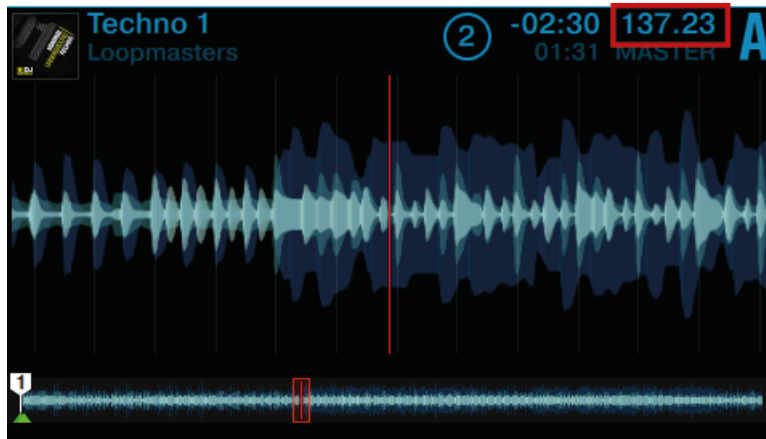 Techno 1
Loopmasters
2
-02:30
137.23
01:31
MASTER
A
1